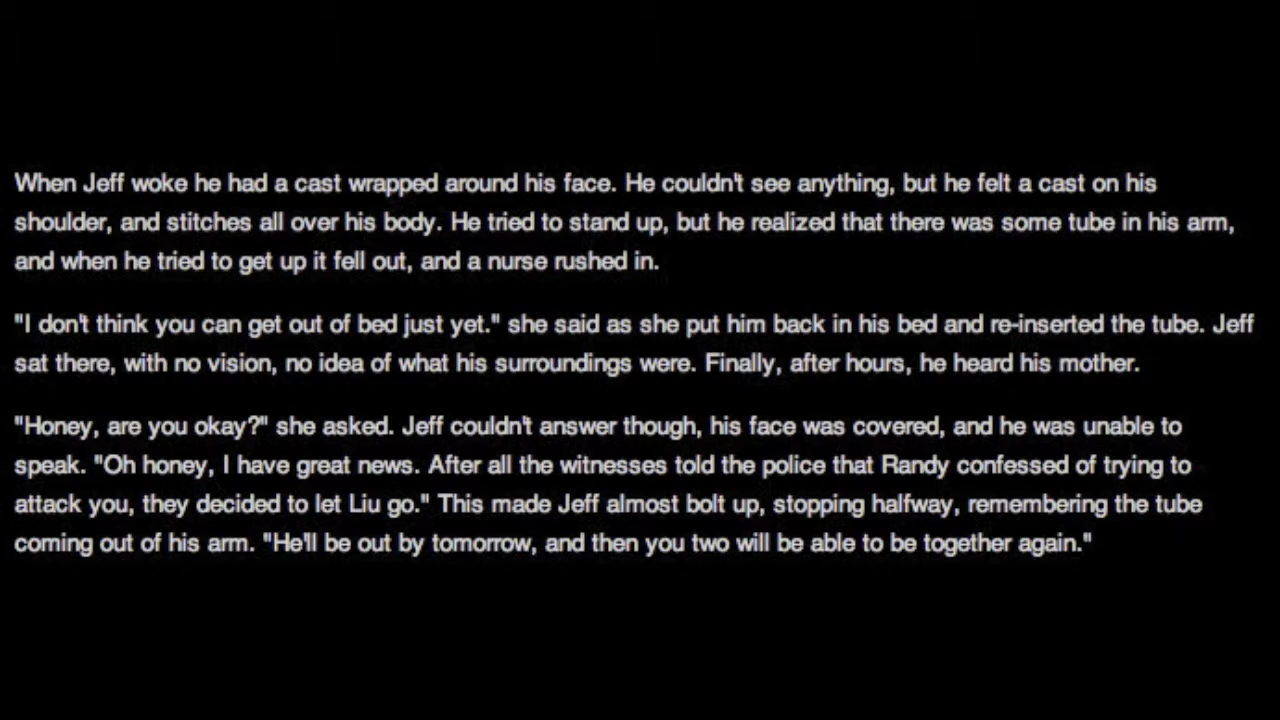 When Jeff woke he had a cast wrapped around his face. He couldn't see anything, but he felt a cast on his
shoulder, and stitches all over his body. He tried to stand up, but he realized that there was some tube in his arm,
and when he tried to get up it fell out, and a nurse rushed in.
"I don't think you can get out of bed just yet." she said as she put him back in his bed and re-inserted the tube. Jeff
sat there, with no vision, no idea of what his surroundings were. Finally, after hours, he heard his mother.
"Honey, are you okay?" she asked. Jeff couldn't answer though, his face was covered, and he was unable to
speak. "Oh honey, I have great news. After all the witnesses told the police that Randy confessed of trying to
attack you, they decided to let Liu go." This made Jeff almost bolt up, stopping halfway, remembering the tube
coming out of his arm. "He'll be out by tomorrow, and then you two will be able to be together again."